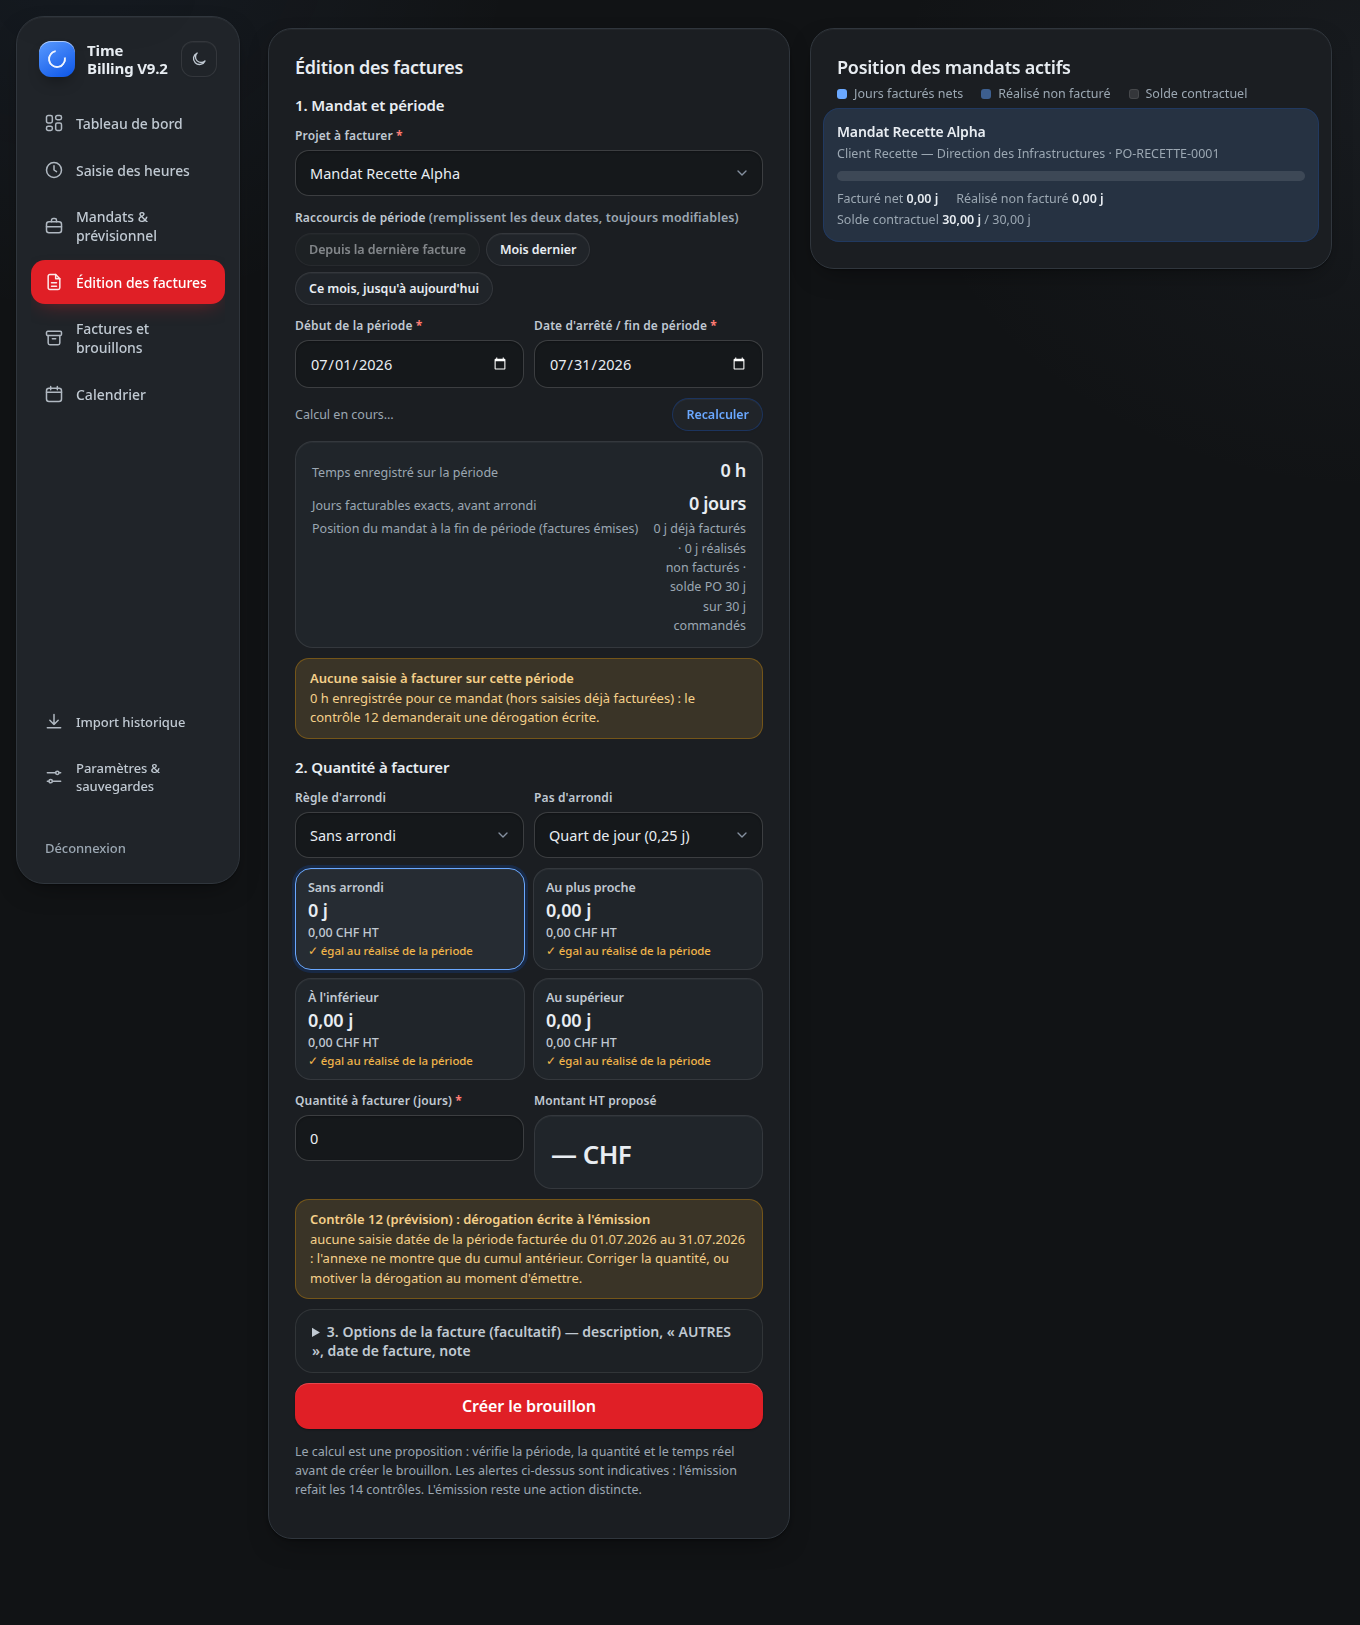 Time
Billing V9.2
Tableau de bord
Saisie des heures
Mandats &
prévisionnel
Édition des factures
Factures et
brouillons
Calendrier
Import historique
Paramètres &
sauvegardes
Déconnexion
Édition des factures
1. Mandat et période
Projet à facturer *
Mandat Recette Alpha
Raccourcis de période (remplissent les deux dates, toujours modifiables)
Depuis la dernière facture
Mois dernier
Ce mois, jusqu'à aujourd'hui
Début de la période *
Date d'arrêté / fin de période *
07/01/2026
07/31/2026
Calcul en cours…
Recalculer
Temps enregistré sur la période
0 h
Jours facturables exacts, avant arrondi
0 jours
Position du mandat à la fin de période (factures émises)
0 j déjà facturés
· 0 j réalisés
non facturés ·
solde PO 30 j
sur 30 j
commandés
Aucune saisie à facturer sur cette période
0 h enregistrée pour ce mandat (hors saisies déjà facturées) : le
contrôle 12 demanderait une dérogation écrite.
2. Quantité à facturer
Règle d'arrondi
Pas d'arrondi
Sans arrondi
Quart de jour (0,25 j)
Sans arrondi
0 j
0,00 CHF HT
✓ égal au réalisé de la période
Au plus proche
0,00 j
0,00 CHF HT
✓ égal au réalisé de la période
À l'inférieur
0,00 j
0,00 CHF HT
✓ égal au réalisé de la période
Au supérieur
0,00 j
0,00 CHF HT
✓ égal au réalisé de la période
Quantité à facturer (jours) *
Montant HT proposé
0
— CHF
Contrôle 12 (prévision) : dérogation écrite à l'émission
aucune saisie datée de la période facturée du 01.07.2026 au 31.07.2026
: l'annexe ne montre que du cumul antérieur. Corriger la quantité, ou
motiver la dérogation au moment d'émettre.
▶ 3. Options de la facture (facultatif) — description, « AUTRES
», date de facture, note
Créer le brouillon
Le calcul est une proposition : vérifie la période, la quantité et le temps réel
avant de créer le brouillon. Les alertes ci-dessus sont indicatives : l'émission
refait les 14 contrôles. L'émission reste une action distincte.
Position des mandats actifs
Jours facturés nets
Réalisé non facturé
Solde contractuel
Mandat Recette Alpha
Client Recette — Direction des Infrastructures · PO-RECETTE-0001
Facturé net 0,00 j
Réalisé non facturé 0,00 j
Solde contractuel 30,00 j / 30,00 j